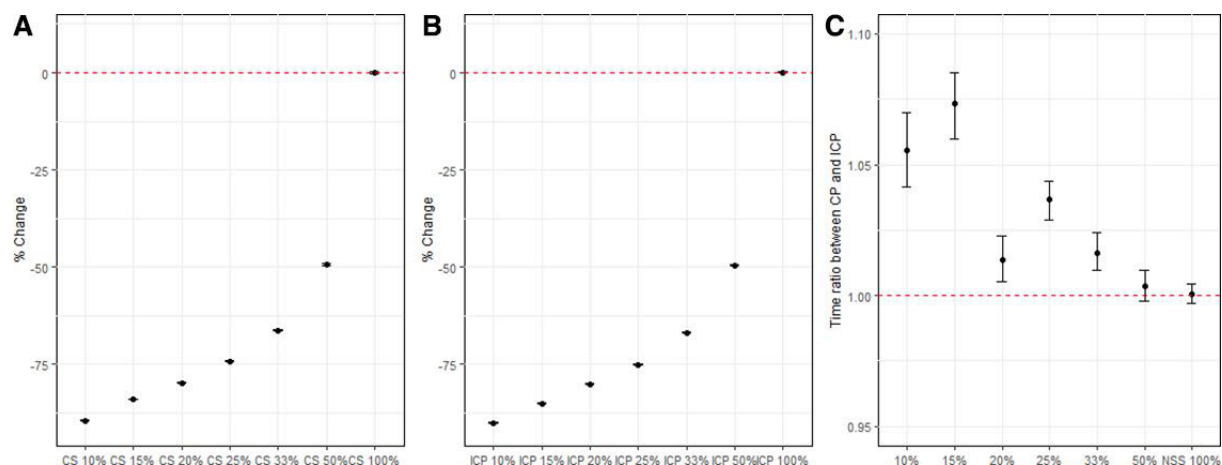 A
% Change
0
-25
-50
-75
CS 10% CS 15% CS 20% CS 25% CS 33% CS 50% CS 100%
B
% Change
0
-25
-50
-75
ICP 10% ICP 15% ICP 20% ICP 25% ICP 33% ICP 50% ICP 100%
C
Time ratio between CP and ICP
1.10
1.05
1.00
0.95
10% 15% 20% 25% 33% 50% NSS 100%